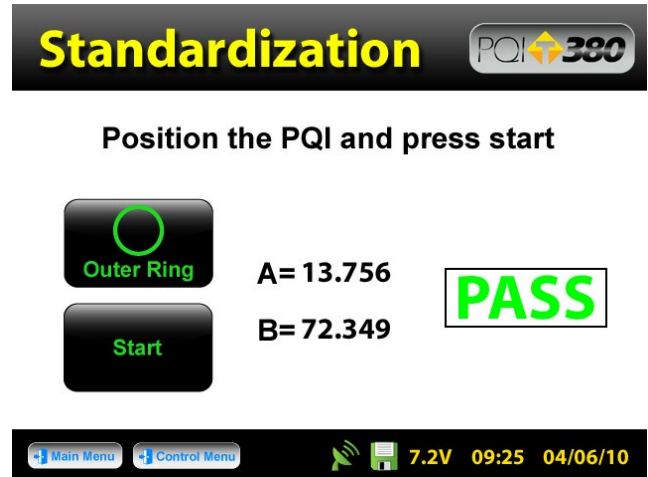 Standardization
PQI 380
Position the PQI and press start
Outer Ring
A= 13.756
PASS
B= 72.349
Start
Main Menu
Control Menu
7.2V 09:25 04/06/10